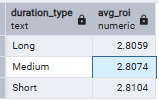 duration_type avg_roi
text numeric
Long 2.8059
Medium 2.8074
Short 2.8104